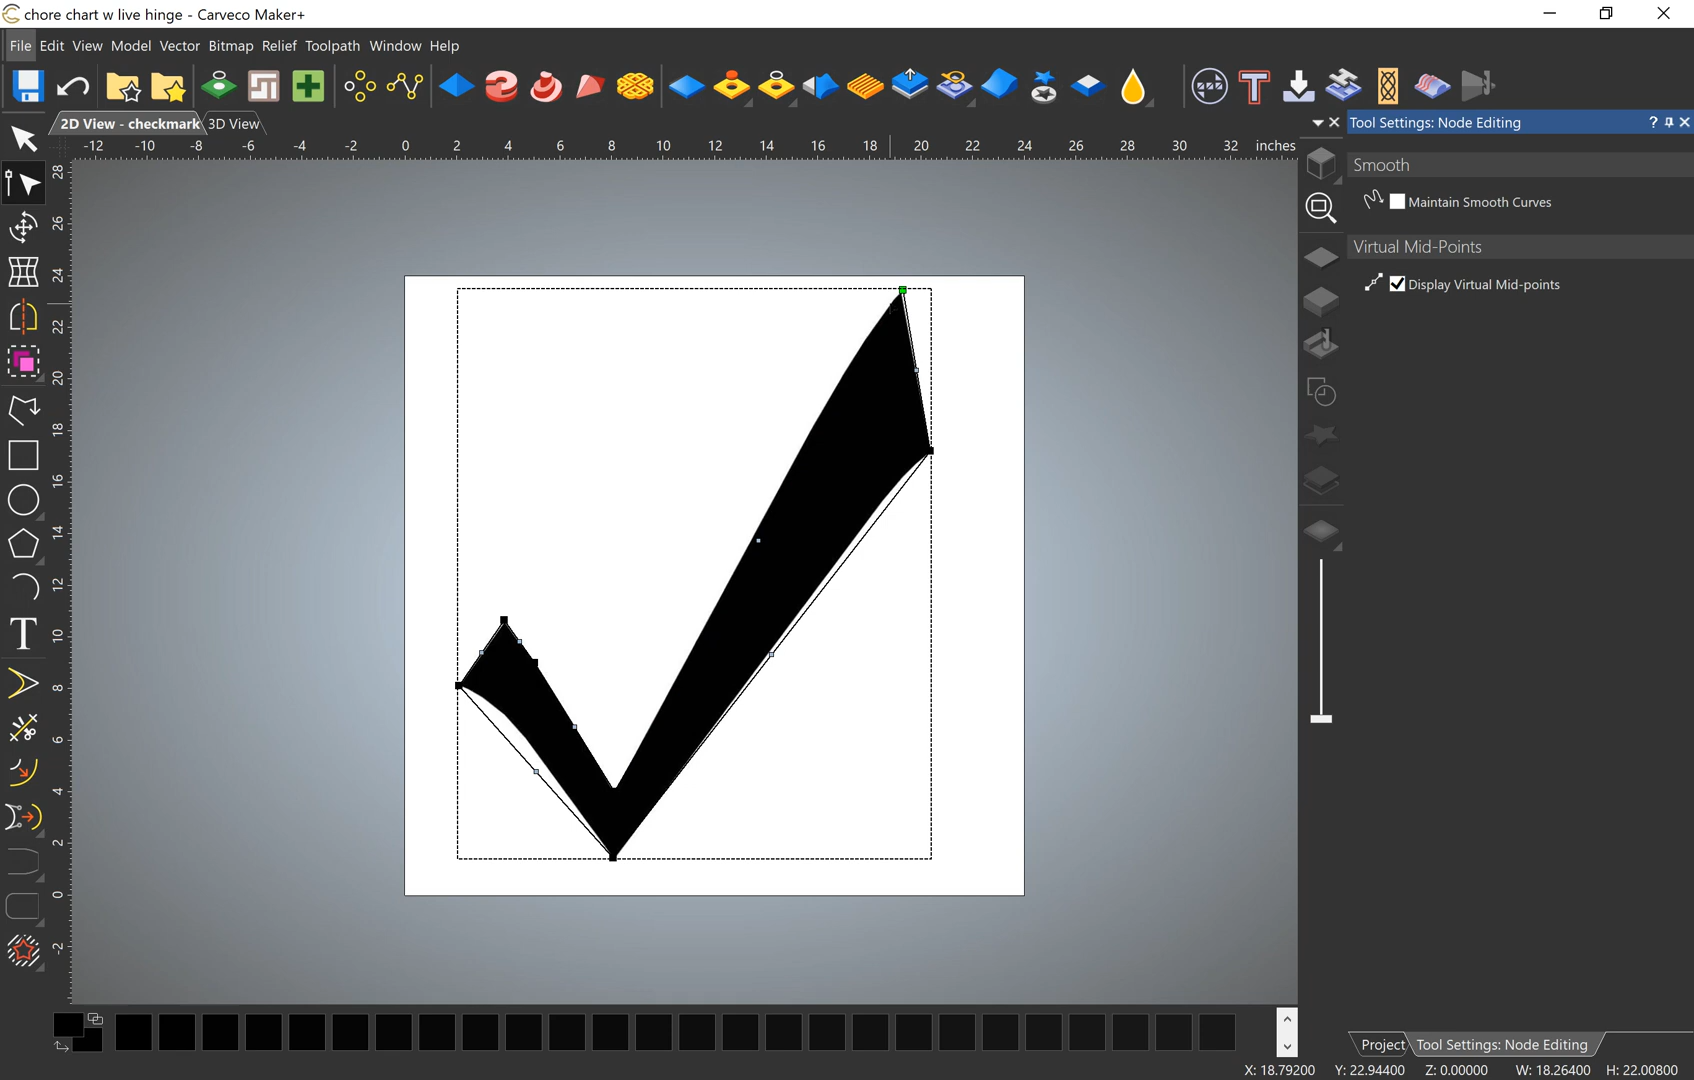 chore chart w live hinge - Carveco Maker+
File Edit View Model Vector Bitmap Relief Toolpath Window Help
2D View - checkmark 3D View
Tool Settings: Node Editing ?
-12 -10 -8 -6 -4 -2 0 2 4 6 8 10 12 14 16 18 20 22 24 26 28 30 32 inches
28
26
24
22
20
18
16
14
12
10
8
6
4
2
0
-2
Smooth
Maintain Smooth Curves
Virtual Mid-Points
Display Virtual Mid-points
T
T
Project Tool Settings: Node Editing
X: 18.79200 Y: 22.94400 Z: 0.00000 W: 18.26400 H: 22.00800